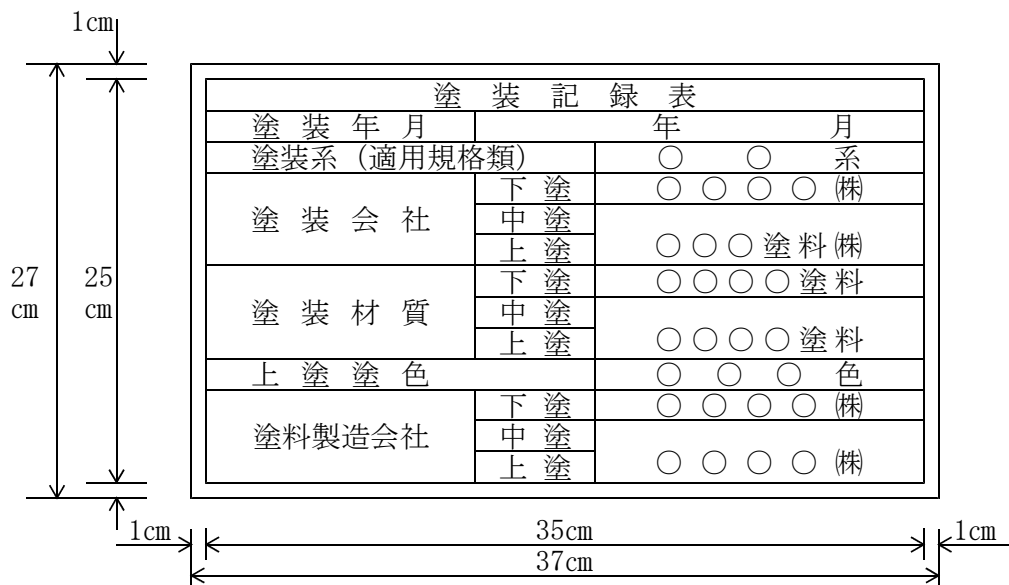 1cm
塗装記録表
塗装年月 年 月
塗装系（適用規格類） ○ ○ 系
塗装会社 下塗 ○○○○㈱
中塗
上塗 ○○○塗料㈱
塗装材質 下塗 ○○○○塗料
中塗
上塗 ○○○○塗料
上塗塗色 ○ ○ ○ 色
塗料製造会社 下塗 ○○○○㈱
中塗
上塗 ○○○○㈱
27
cm
25
cm
1cm 35cm 1cm
37cm